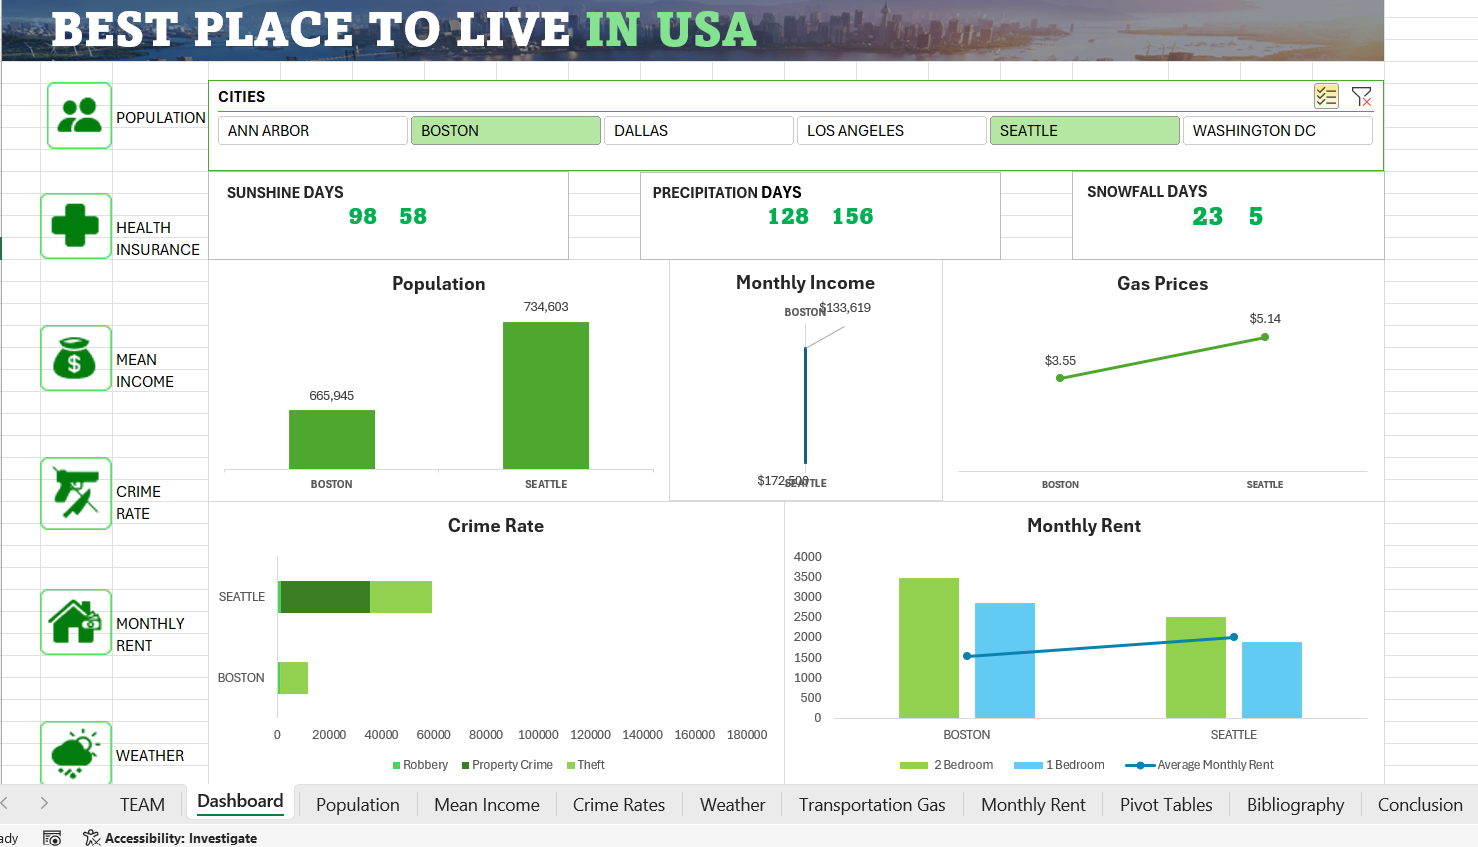 BEST PLACE TO LIVE IN USA
POPULATION
CITIES
ANN ARBOR
BOSTON
DALLAS
LOS ANGELES
SEATTLE
WASHINGTON DC
SUNSHINE DAYS
98 58
PRECIPITATION DAYS
128 156
SNOWFALL DAYS
23 5
HEALTH
INSURANCE
MEAN
INCOME
CRIME
RATE
MONTHLY
RENT
WEATHER
Population
734,603
665,945
BOSTON
SEATTLE
Monthly Income
BOSTON
$133,619
SEATTLE
Gas Prices
$5.14
$3.55
BOSTON
SEATTLE
Crime Rate
SEATTLE
BOSTON
0 20000 40000 60000 80000 100000 120000 140000 160000 180000
Robbery Property Crime Theft
Monthly Rent
4000
3500
3000
2500
2000
1500
1000
500
0
BOSTON SEATTLE
2 Bedroom 1 Bedroom Average Monthly Rent
TEAM Dashboard Population Mean Income Crime Rates Weather Transportation Gas Monthly Rent Pivot Tables Bibliography Conclusion
ady Accessibility: Investigate